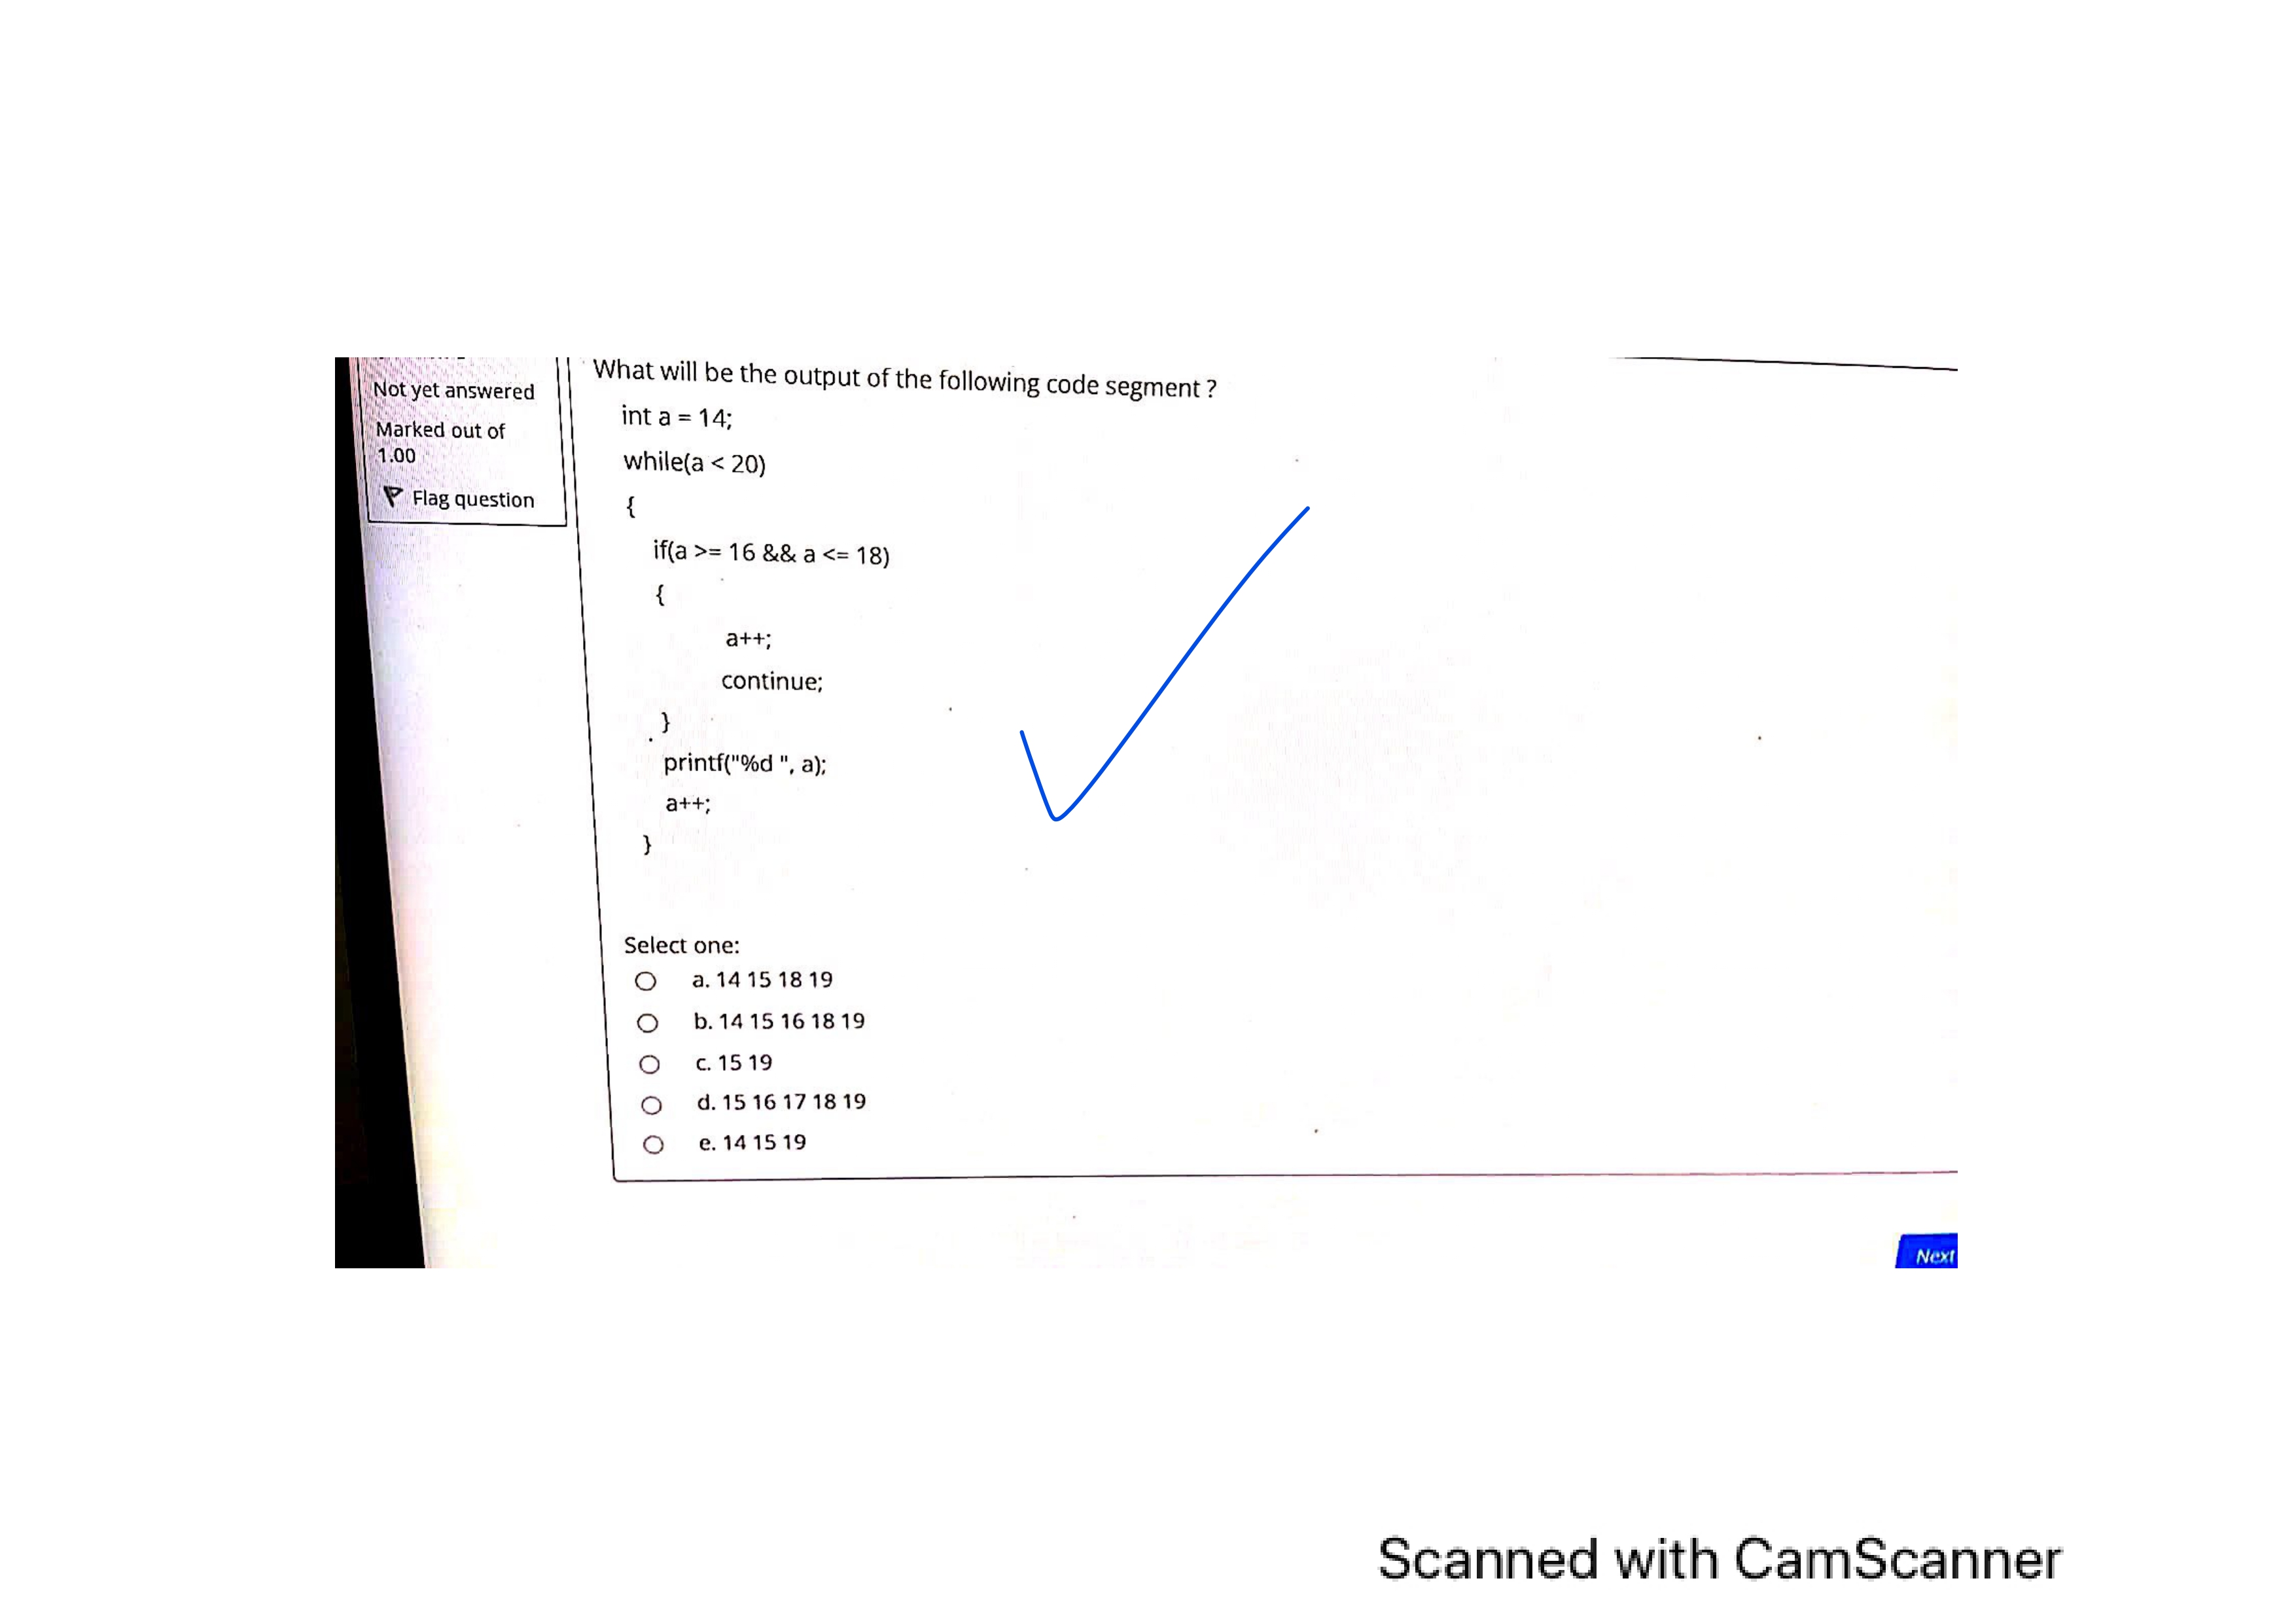 Not yet answered
Marked out of
1.00
Flag question
What will be the output of the following code segment ?
int a = 14;
while(a < 20)
{
if(a >= 16 && a <= 18)
{
a++;
continue;
}
printf("%d ", a);
a++;
}
Select one:
a. 14 15 18 19
b. 14 15 16 18 19
c. 15 19
d. 15 16 17 18 19
e. 14 15 19
Next
Scanned with CamScanner